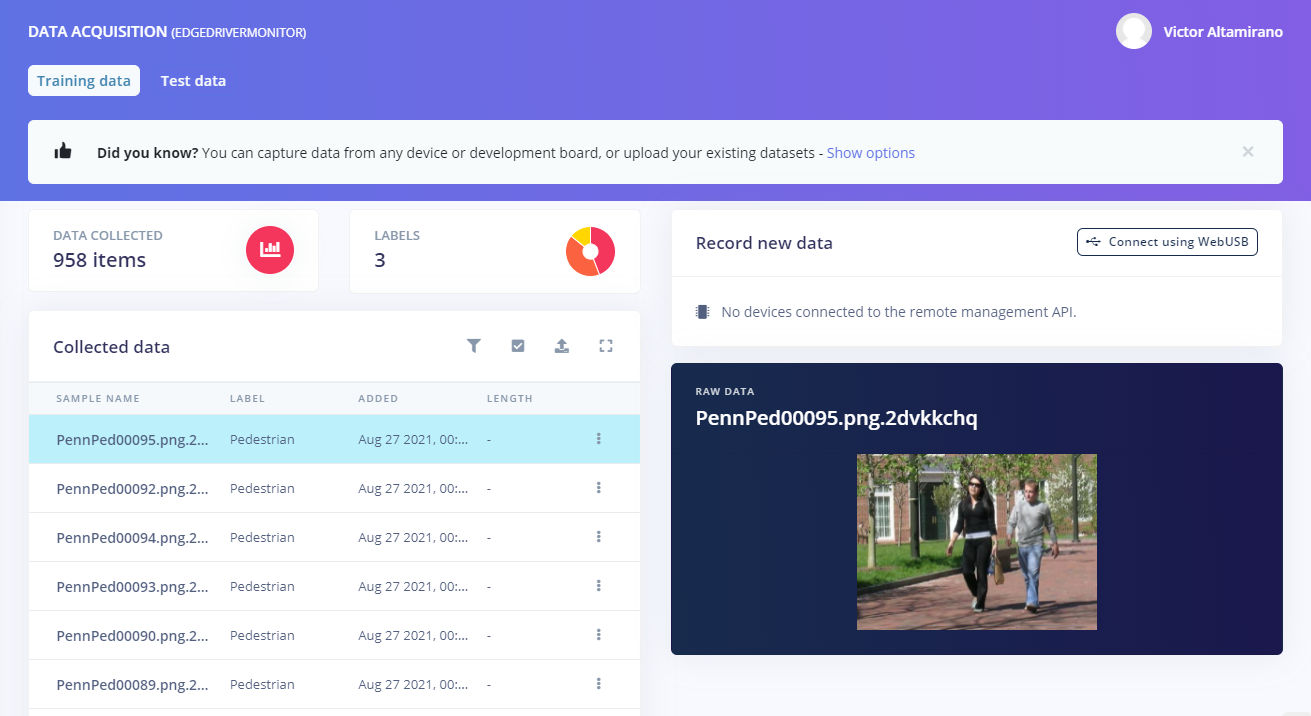 DATA ACQUISITION (EDGEDRIVERMONITOR)
Victor Altamirano
Training data
Test data
Did you know? You can capture data from any device or development board, or upload your existing datasets - Show options
×
DATA COLLECTED
958 items
LABELS
3
Record new data
Connect using WebUSB
No devices connected to the remote management API.
Collected data
SAMPLE NAME LABEL ADDED LENGTH
PennPed00095.png.2... Pedestrian Aug 27 2021, 00:... -
PennPed00092.png.2... Pedestrian Aug 27 2021, 00:... -
PennPed00094.png.2... Pedestrian Aug 27 2021, 00:... -
PennPed00093.png.2... Pedestrian Aug 27 2021, 00:... -
PennPed00090.png.2... Pedestrian Aug 27 2021, 00:... -
PennPed00089.png.2... Pedestrian Aug 27 2021, 00:... -
RAW DATA
PennPed00095.png.2dvkkchq